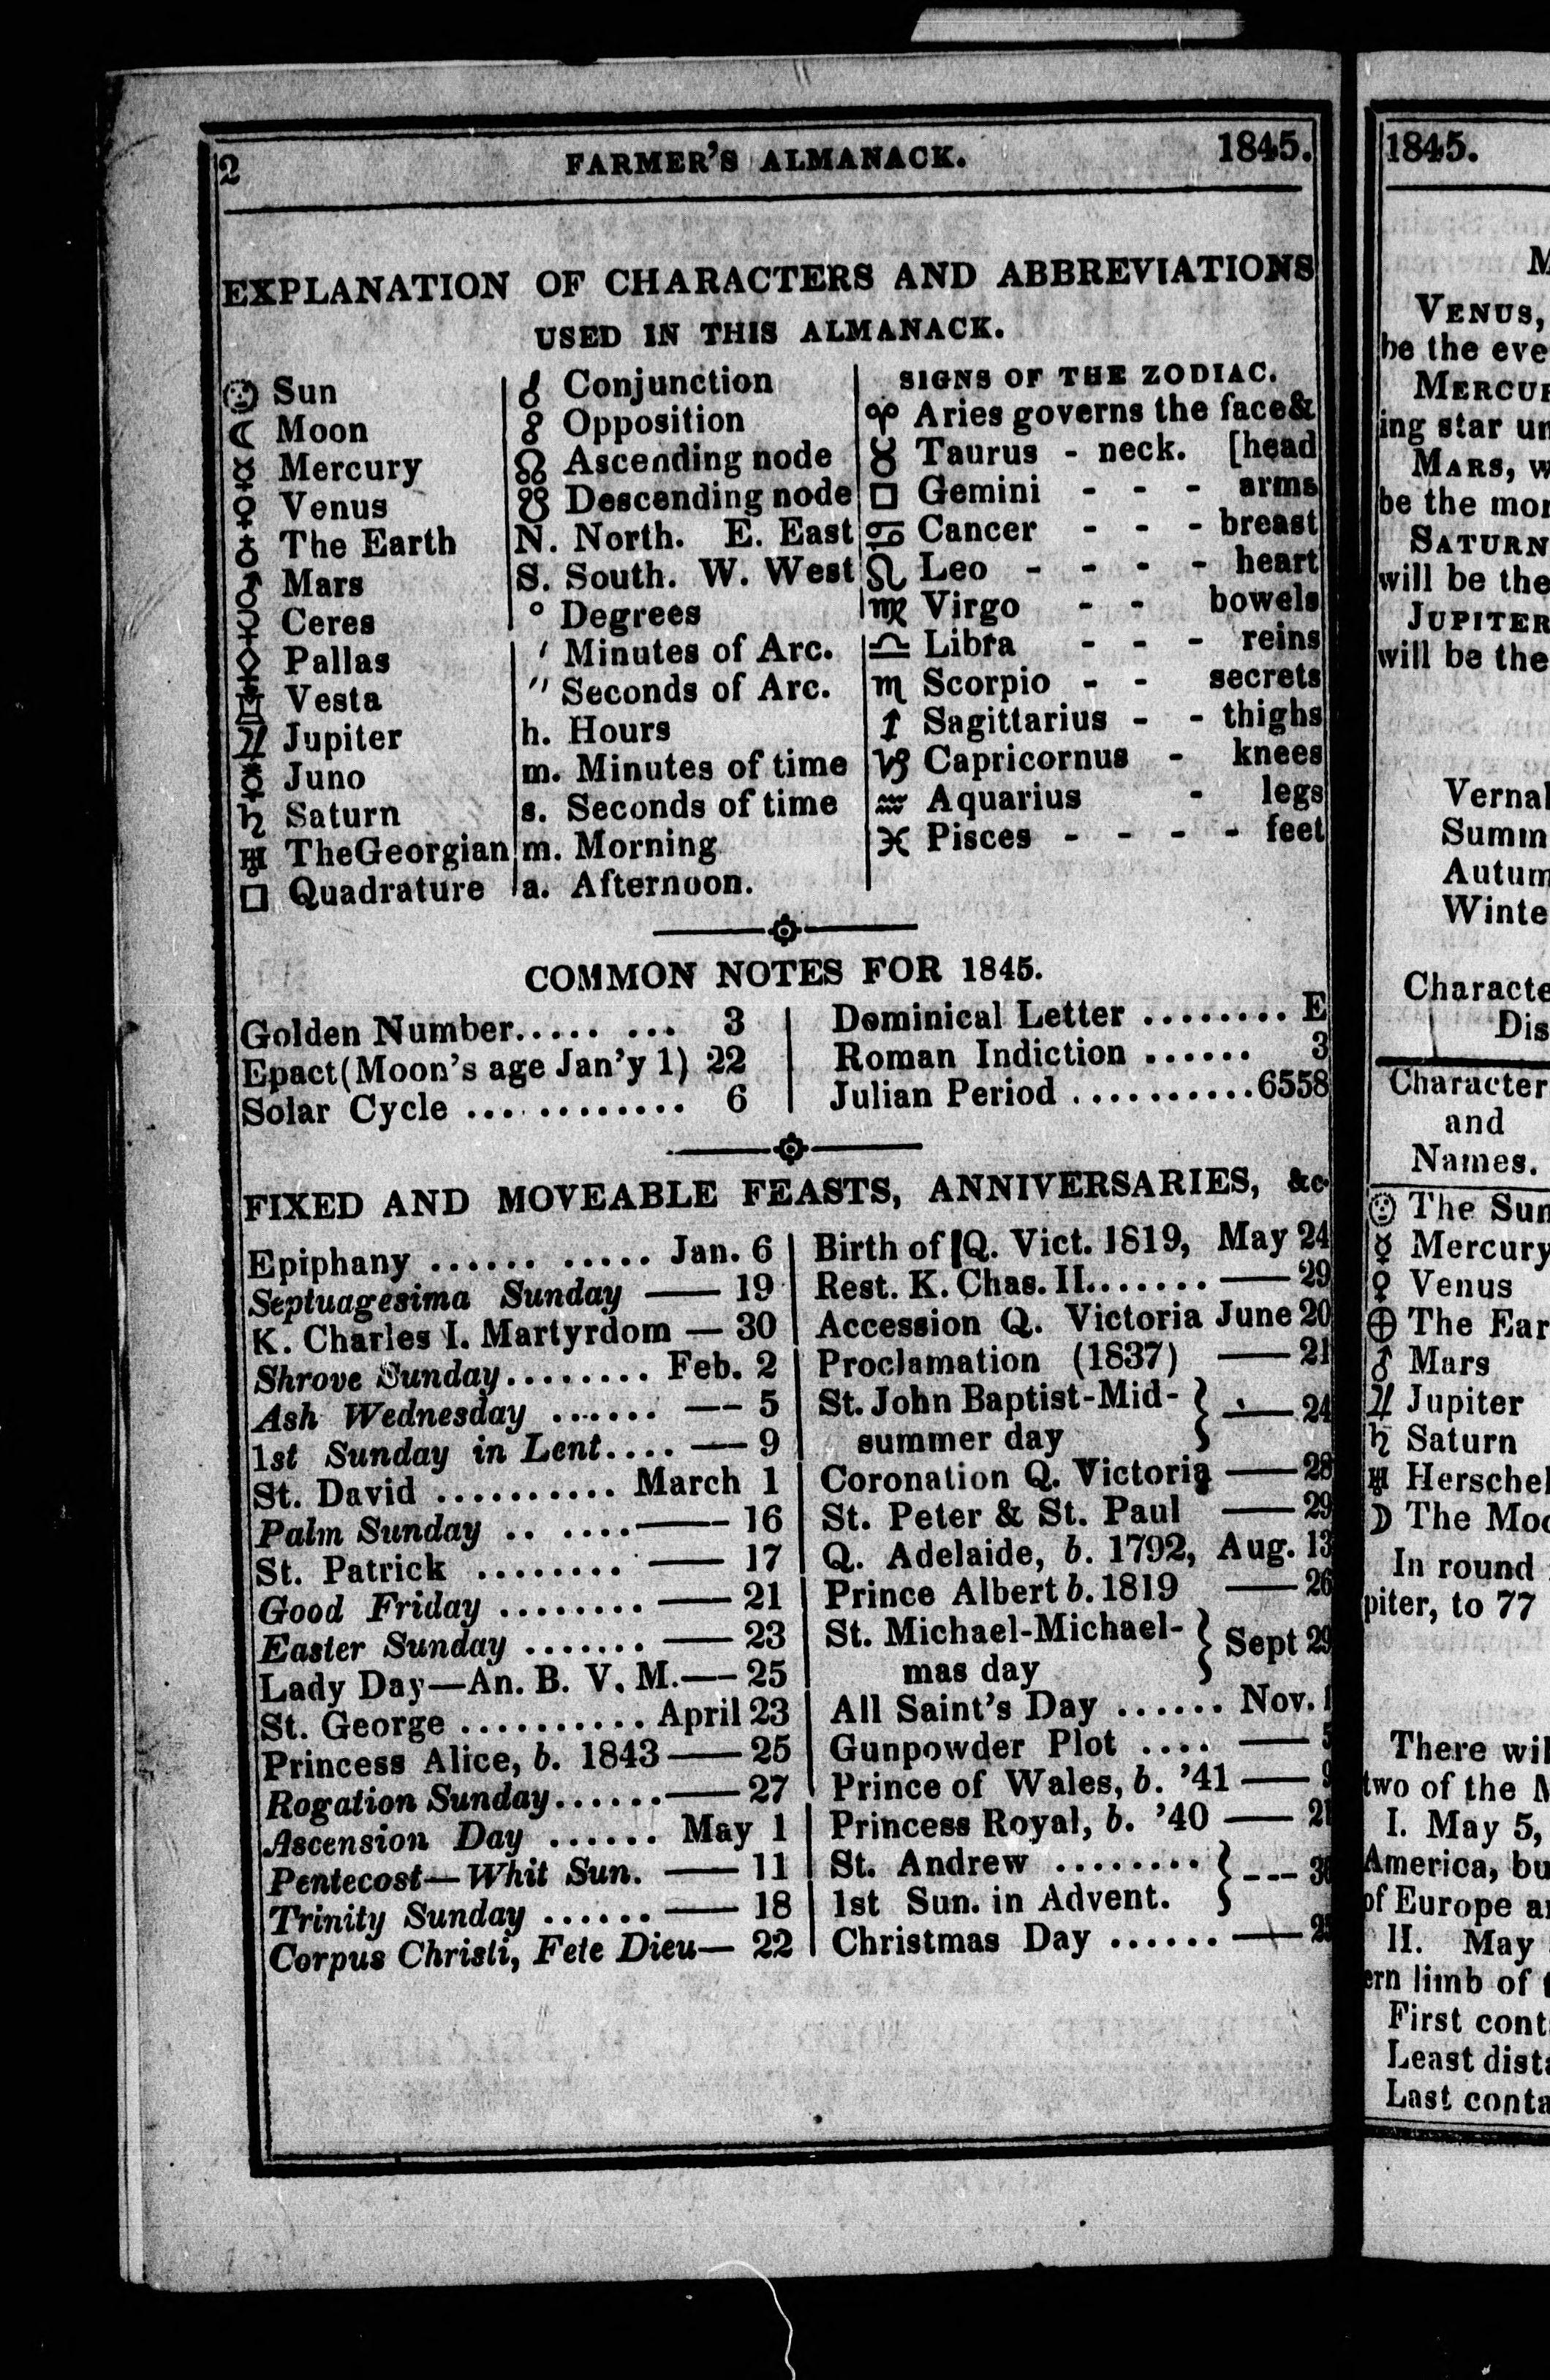 2 FARMER'S ALMANACK. 1845.
EXPLANATION OF CHARACTERS AND ABBREVIATIONS
USED IN THIS ALMANACK.
☉ Sun
☾ Moon
☿ Mercury
♀ Venus
♁ The Earth
♂ Mars
⚳ Ceres
⚴ Pallas
⚶ Vesta
♃ Jupiter
⚵ Juno
♄ Saturn
♅ TheGeorgian
□ Quadrature
☌ Conjunction
☍ Opposition
☊ Ascending node
☋ Descending node
N. North. E. East
S. South. W. West
° Degrees
′ Minutes of Arc.
″ Seconds of Arc.
h. Hours
m. Minutes of time
s. Seconds of time
m. Morning
a. Afternoon.
SIGNS OF THE ZODIAC.
♈ Aries governs the face&
♉ Taurus - neck. [head
□ Gemini - - - arms
♋ Cancer - - - breast
♌ Leo - - - - heart
♍ Virgo - - bowels
♎ Libra - - - reins
♏ Scorpio - - secrets
♐ Sagittarius - - thighs
♑ Capricornus - knees
♒ Aquarius - legs
♓ Pisces - - - - feet
COMMON NOTES FOR 1845.
Golden Number..... ... 3
Epact(Moon's age Jan'y 1) 22
Solar Cycle ............ 6
Dominical Letter ........ E
Roman Indiction ...... 3
Julian Period ..........6558
FIXED AND MOVEABLE FEASTS, ANNIVERSARIES, &c.
Epiphany ...... ..... Jan. 6
Septuagesima Sunday —— 19
K. Charles I. Martyrdom — 30
Shrove Sunday........ Feb. 2
Ash Wednesday ....... —— 5
1st Sunday in Lent.... —— 9
St. David .......... March 1
Palm Sunday .. ....—— 16
St. Patrick ........ —— 17
Good Friday ........ —— 21
Easter Sunday ....... —— 23
Lady Day—An. B. V. M.—— 25
St. George .......... April 23
Princess Alice, b. 1843 —— 25
Rogation Sunday......—— 27
Ascension Day ...... May 1
Pentecost—Whit Sun. —— 11
Trinity Sunday ...... —— 18
Corpus Christi, Fete Dieu— 22
Birth of Q. Vict. 1819, May 24
Rest. K. Chas. II....... —— 29
Accession Q. Victoria June 20
Proclamation (1837) —— 21
St. John Baptist-Mid- } —— 24
summer day
Coronation Q. Victoria —— 28
St. Peter & St. Paul —— 29
Q. Adelaide, b. 1792, Aug. 13
Prince Albert b. 1819 —— 26
St. Michael-Michael- } Sept 29
mas day
All Saint's Day ...... Nov. 1
Gunpowder Plot .... —— 5
Prince of Wales, b. '41 —— 9
Princess Royal, b. '40 —— 21
St. Andrew ........ } --- 30
1st Sun. in Advent.
Christmas Day ...... —— 25
1845.
VENUS,
be the eve
ing star un
MARS, w
be the mor
SATURN
will be the
JUPITER
will be the
Vernal
Summ
Autum
Winte
Characte
Dis
Character
and
Names.
☉ The Sun
☿ Mercury
♀ Venus
⊕ The Ear
♂ Mars
♃ Jupiter
♄ Saturn
♅ Herschel
☽ The Moo
In round
piter, to 77
There wil
two of the M
I. May 5,
America, bu
of Europe a
II. May
ern limb of
First cont
Least dista
Last conta